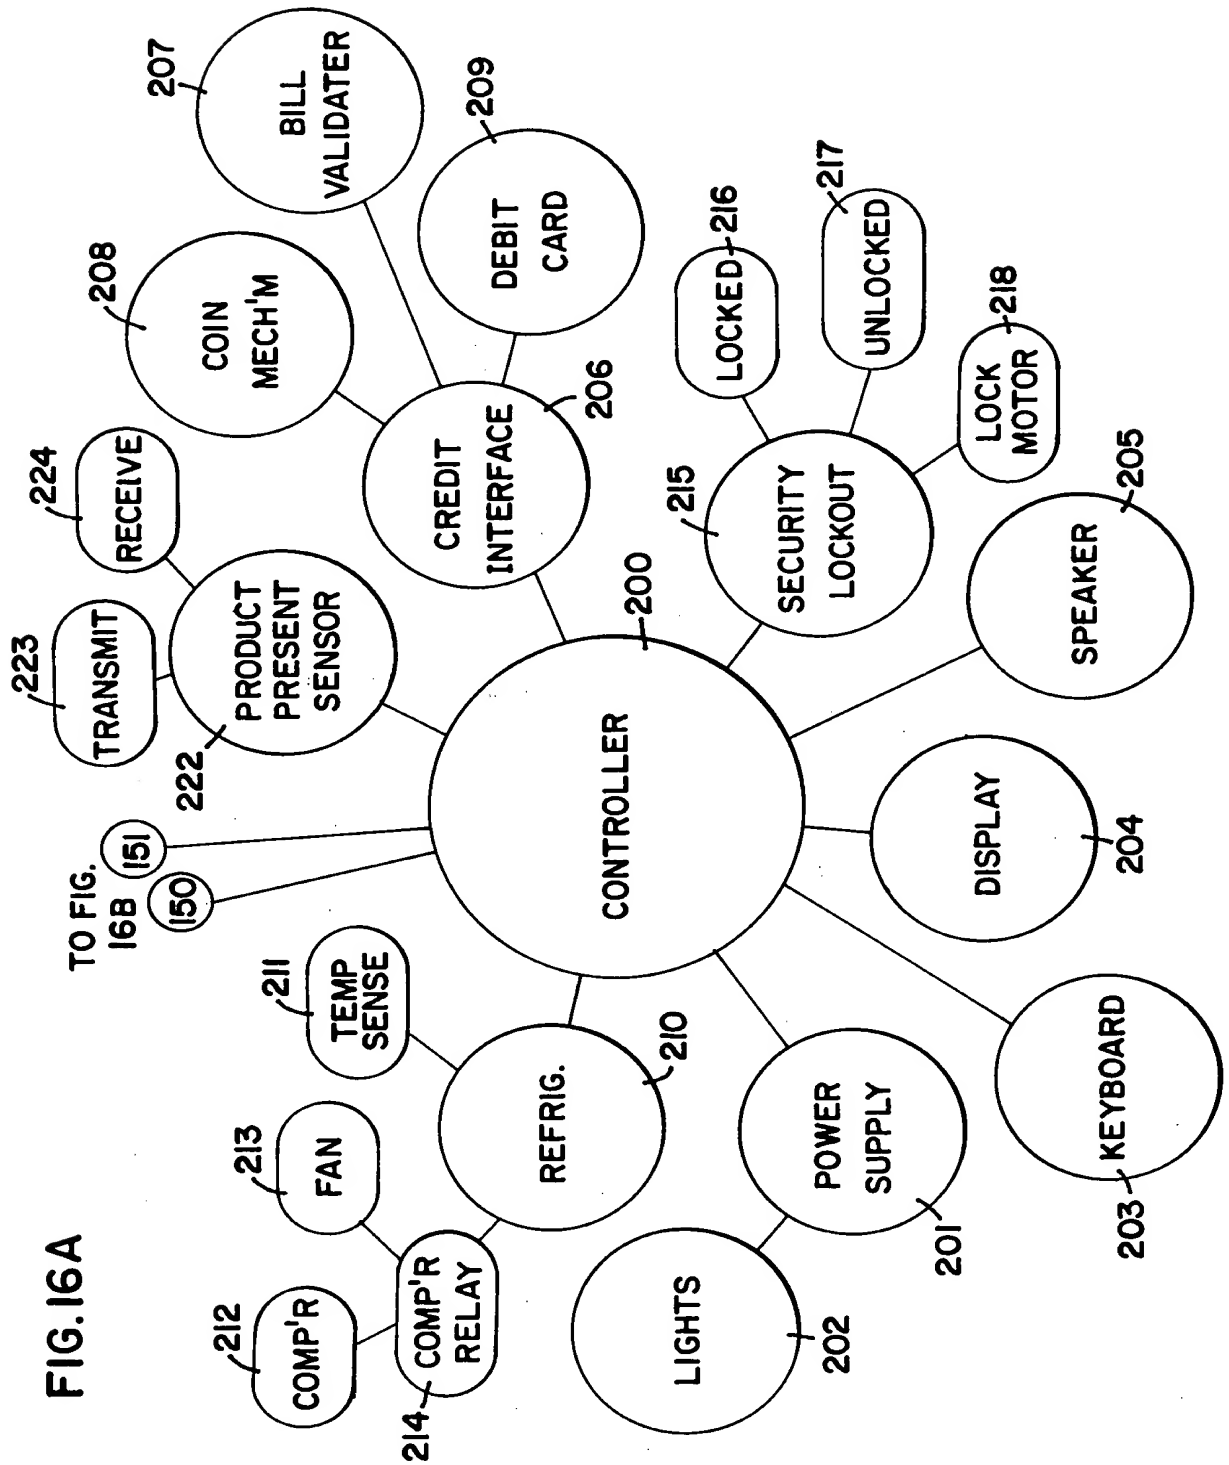 FIG.16A
TO FIG.
16B
150
151
212
COMP'R
213
FAN
214
COMP'R
RELAY
211
TEMP
SENSE
REFRIG.
210
LIGHTS
202
POWER
SUPPLY
201
KEYBOARD
203
DISPLAY
204
SPEAKER
205
CONTROLLER
200
223
TRANSMIT
224
RECEIVE
PRODUCT
PRESENT
SENSOR
222
CREDIT
INTERFACE
206
208
COIN
MECH'M
207
BILL
VALIDATER
209
DEBIT
CARD
215
SECURITY
LOCKOUT
LOCKED
216
UNLOCKED
217
LOCK
MOTOR
218